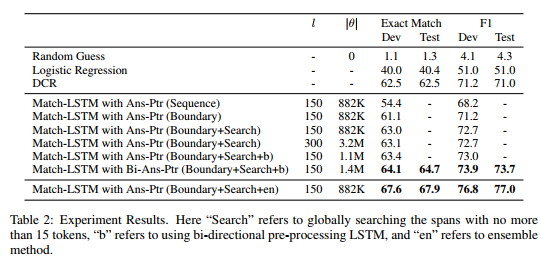 l |θ| Exact Match F1
Dev Test Dev Test
Random Guess - 0 1.1 1.3 4.1 4.3
Logistic Regression - - 40.0 40.4 51.0 51.0
DCR - - 62.5 62.5 71.2 71.0
Match-LSTM with Ans-Ptr (Sequence) 150 882K 54.4 - 68.2 -
Match-LSTM with Ans-Ptr (Boundary) 150 882K 61.1 - 71.2 -
Match-LSTM with Ans-Ptr (Boundary+Search) 150 882K 63.0 - 72.7 -
Match-LSTM with Ans-Ptr (Boundary+Search) 300 3.2M 63.1 - 72.7 -
Match-LSTM with Ans-Ptr (Boundary+Search+b) 150 1.1M 63.4 - 73.0 -
Match-LSTM with Bi-Ans-Ptr (Boundary+Search+b) 150 1.4M 64.1 64.7 73.9 73.7
Match-LSTM with Ans-Ptr (Boundary+Search+en) 150 882K 67.6 67.9 76.8 77.0
Table 2: Experiment Results. Here “Search” refers to globally searching the spans with no more
than 15 tokens, “b” refers to using bi-directional pre-processing LSTM, and “en” refers to ensemble
method.